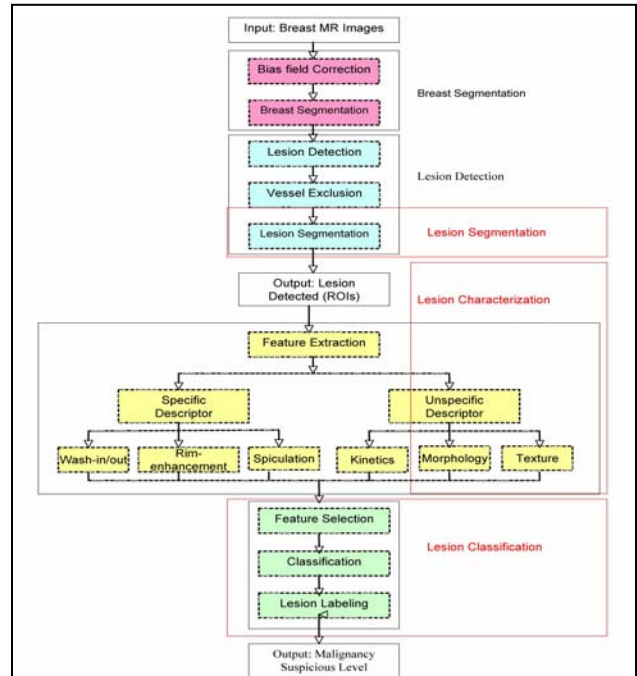 Input: Breast MR Images
Bias field Correction
Breast Segmentation
Breast Segmentation
Lesion Detection
Lesion Detection
Vessel Exclusion
Lesion Segmentation
Lesion Segmentation
Output: Lesion
Detected (ROIs)
Lesion Characterization
Feature Extraction
Specific
Descriptor
Unspecific
Descriptor
Wash-in/out
Rim-
enhancement
Spiculation
Kinetics
Morphology
Texture
Feature Selection
Classification
Lesion Classification
Lesion Labeling
Output: Malignancy
Suspicious Level